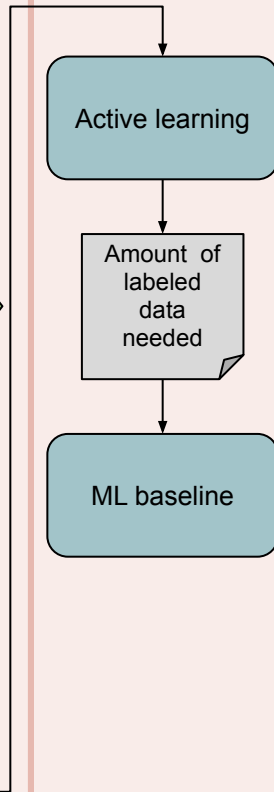 Active learning
Amount of
labeled
data
needed
ML baseline